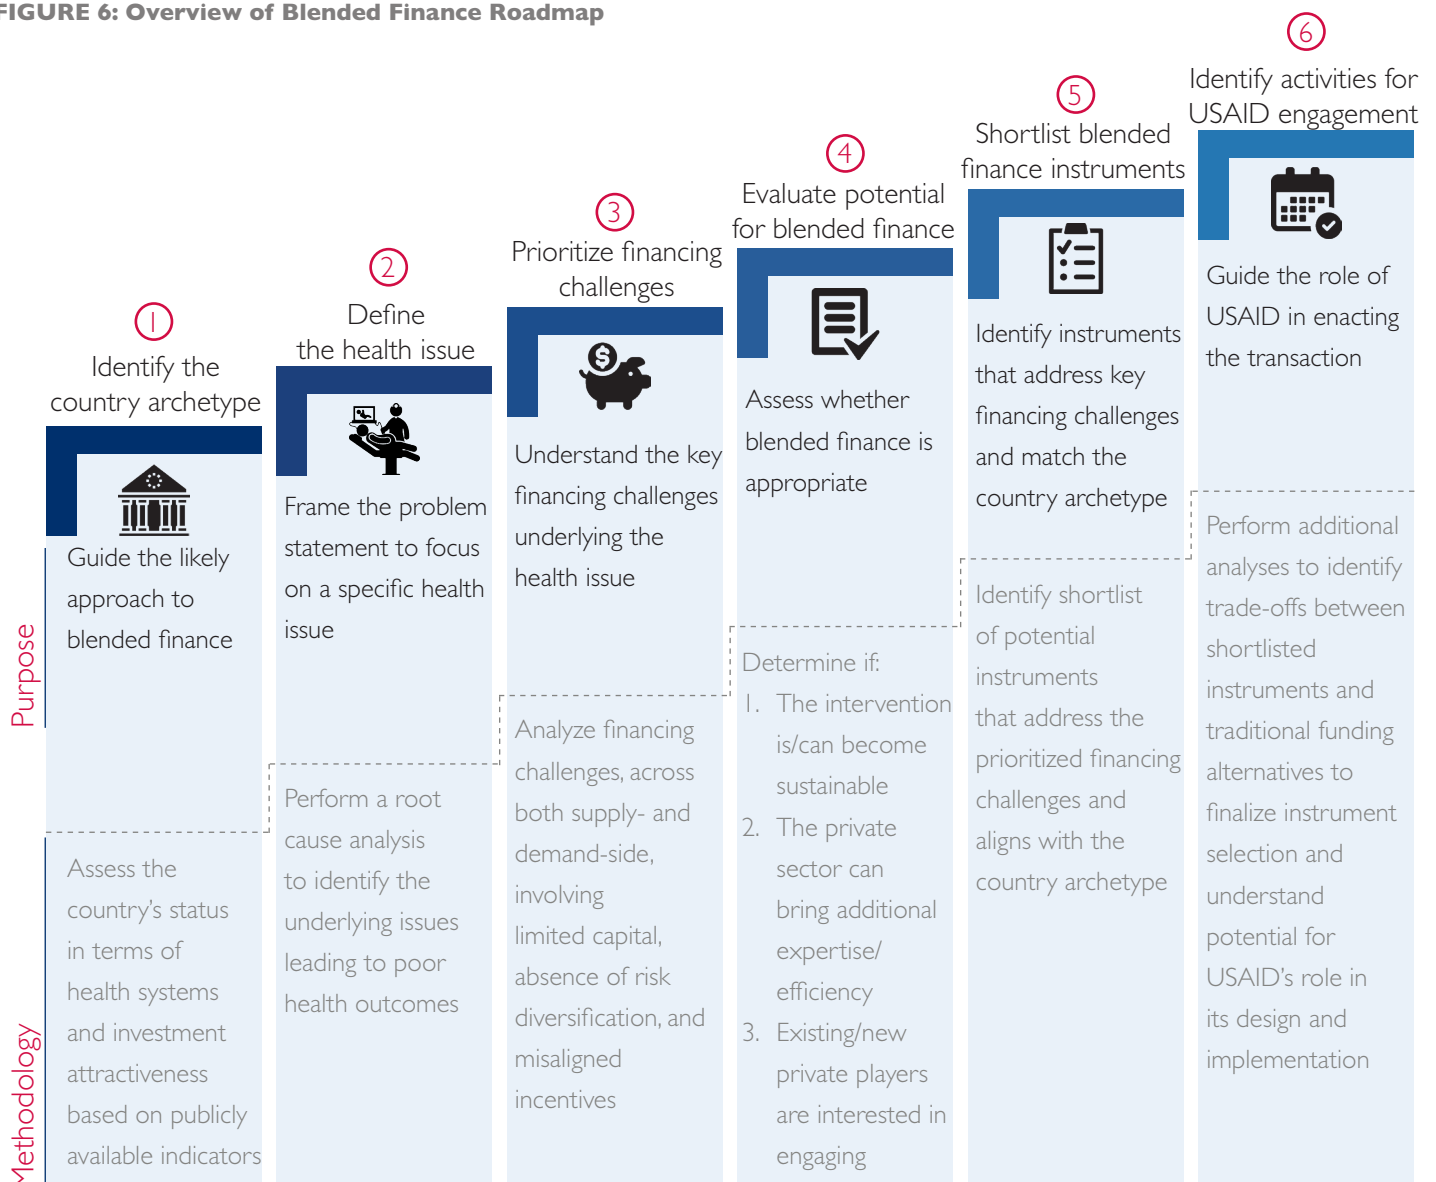 FIGURE 6: Overview of Blended Finance Roadmap
1
Identify the
country archetype
Guide the likely
approach to
blended finance
Assess the
country's status
in terms of
health systems
and investment
attractiveness
based on publicly
available indicators
2
Define
the health issue
Frame the problem
statement to focus
on a specific health
issue
Perform a root
cause analysis
to identify the
underlying issues
leading to poor
health outcomes
3
Prioritize financing
challenges
Understand the key
financing challenges
underlying the
health issue
Analyze financing
challenges, across
both supply- and
demand-side,
involving
limited capital,
absence of risk
diversification, and
misaligned
incentives
4
Evaluate potential
for blended finance
Assess whether
blended finance is
appropriate
Determine if:
1. The intervention
is/can become
sustainable
2. The private
sector can
bring additional
expertise/
efficiency
3. Existing/new
private players
are interested in
engaging
5
Shortlist blended
finance instruments
Identify instruments
that address key
financing challenges
and match the
country archetype
Identify shortlist
of potential
instruments
that address the
prioritized financing
challenges and
aligns with the
country archetype
6
Identify activities for
USAID engagement
Guide the role of
USAID in enacting
the transaction
Perform additional
analyses to identify
trade-offs between
shortlisted
instruments and
traditional funding
alternatives to
finalize instrument
selection and
understand
potential for
USAID's role in
its design and
implementation
Purpose
Methodology